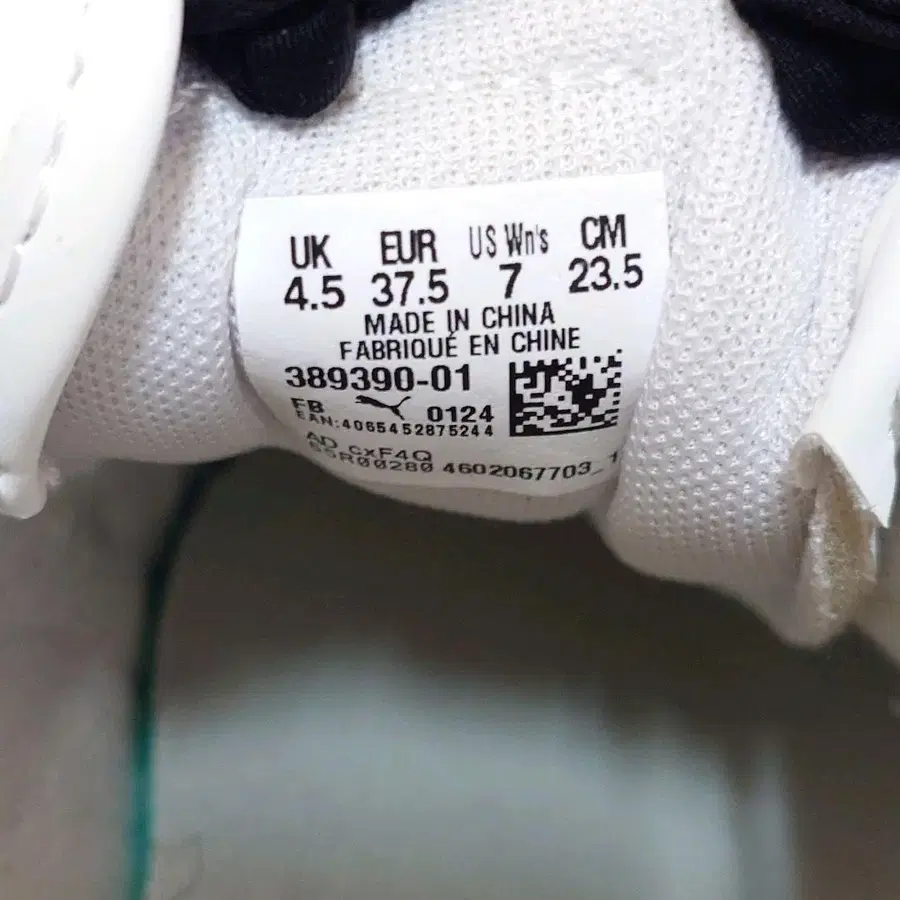 UK EUR US Wn's CM
4.5 37.5 7 23.5
MADE IN CHINA
FABRIQUÉ EN CHINE
389390-01
FB 0124
EAN:4065452875244
AD cxF4Q
S5R00280 4602067703_1